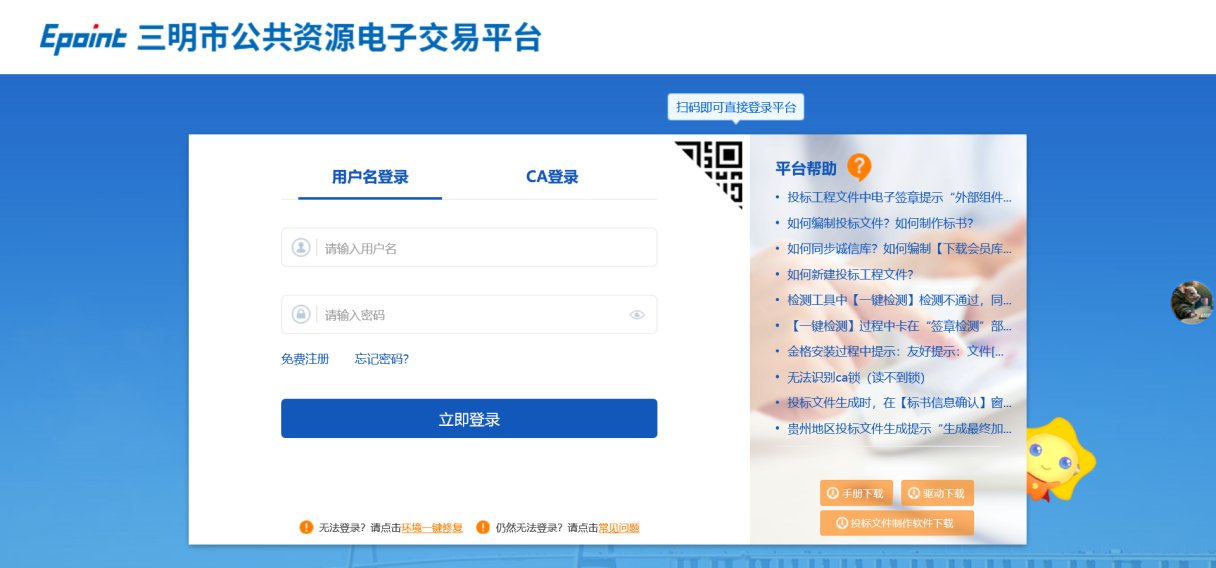 Epoint 三明市公共资源电子交易平台
扫码即可直接登录平台
用户名登录
CA登录
请输入用户名
请输入密码
免费注册
忘记密码?
立即登录
无法登录？请点击环境一键修复
仍然无法登录？请点击常见问题
平台帮助
• 投标工程文件中电子签章提示“外部组件...
• 如何编制投标文件？如何制作标书?
• 如何同步诚信库？如何编制【下载会员库...
• 如何新建投标工程文件?
• 检测工具中【一键检测】检测不通过，同...
• 【一键检测】过程中卡在“签章检测”部...
• 金格安装过程中提示：友好提示：文件[...
• 无法识别ca锁（读不到锁）
• 投标文件生成时，在【标书信息确认】窗...
• 贵州地区投标文件生成提示“生成最终加...
手册下载
驱动下载
投标文件制作软件下载